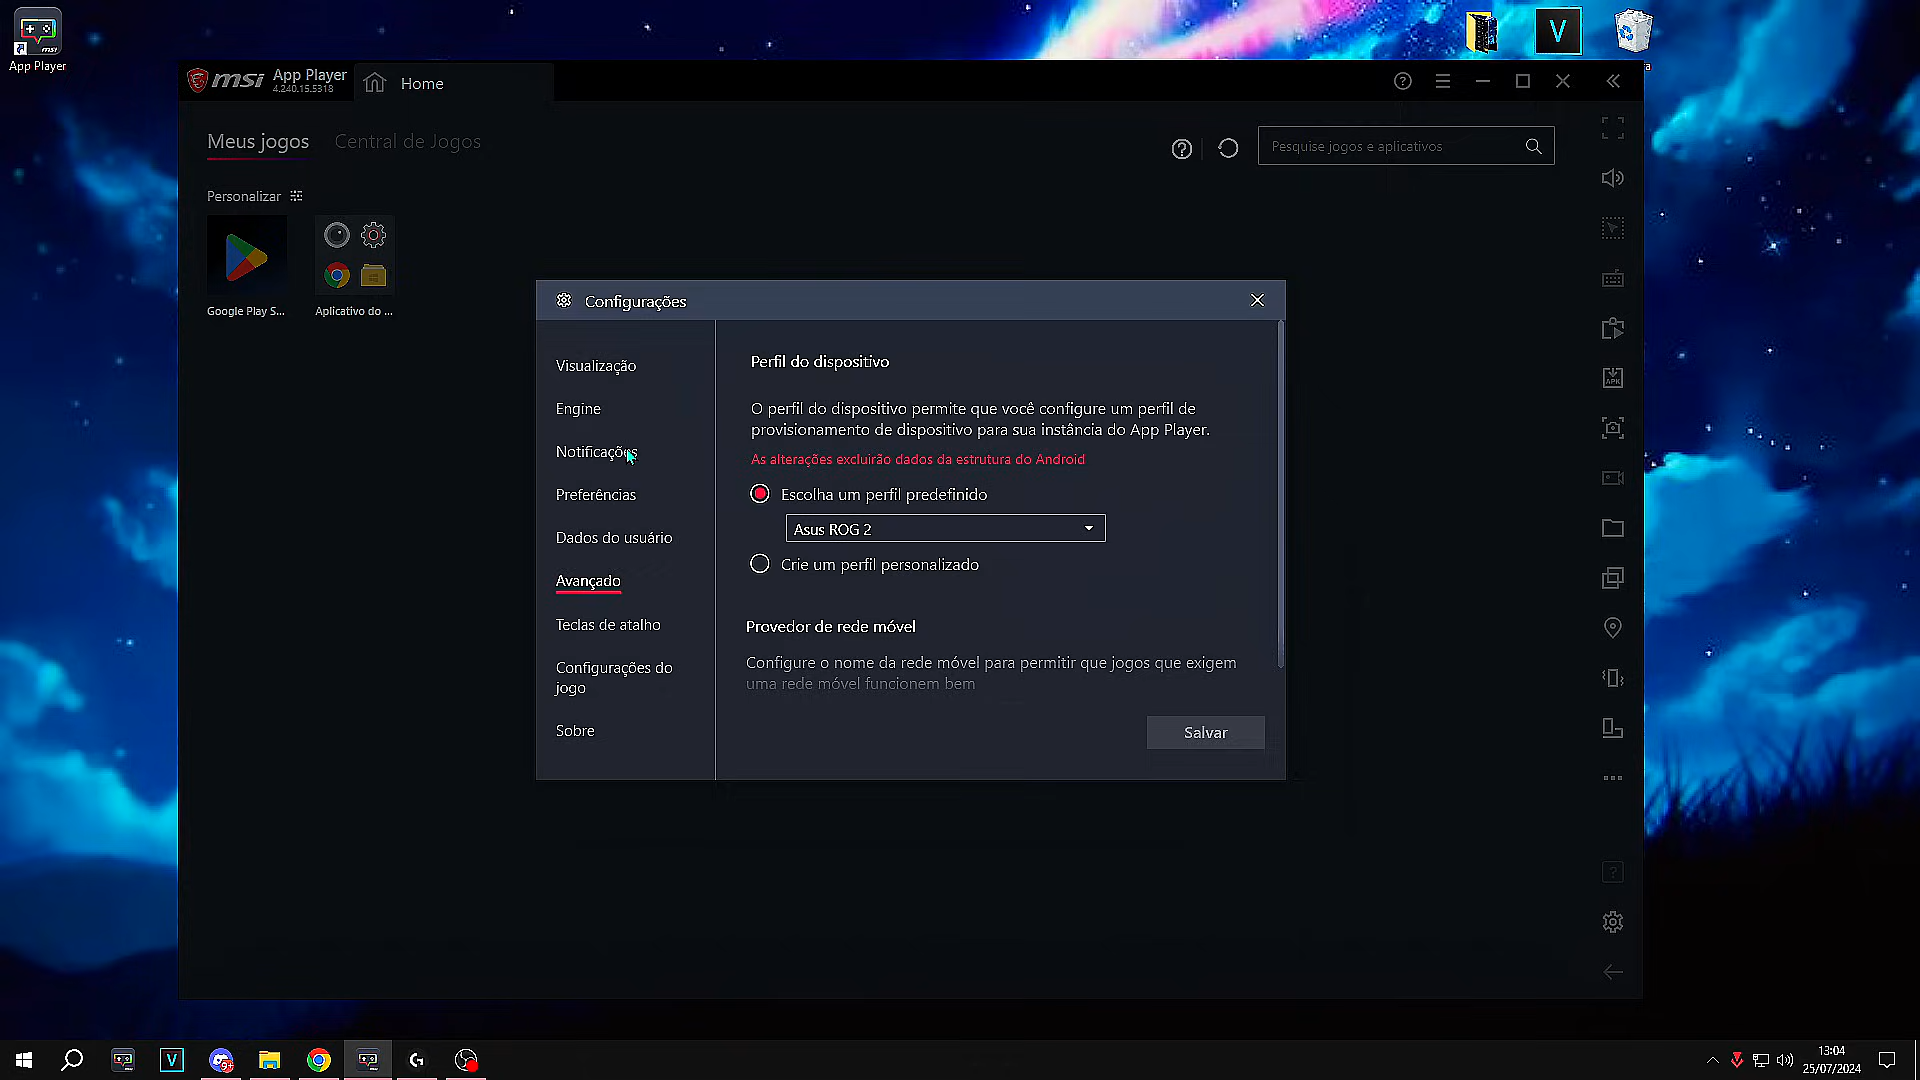 App Player
msi
App Player
4.240.15.5318
Home
Meus jogos
Central de Jogos
Pesquise jogos e aplicativos
Personalizar
Google Play S...
Aplicativo do ...
Configurações
Visualização
Engine
Notificações
Preferências
Dados do usuário
Avançado
Teclas de atalho
Configurações do
jogo
Sobre
Perfil do dispositivo
O perfil do dispositivo permite que você configure um perfil de
provisionamento de dispositivo para sua instância do App Player.
As alterações excluirão dados da estrutura do Android
Escolha um perfil predefinido
Asus ROG 2
Crie um perfil personalizado
Provedor de rede móvel
Configure o nome da rede móvel para permitir que jogos que exigem
uma rede móvel funcionem bem
Salvar
APK
V
V
9+
13:04
25/07/2024